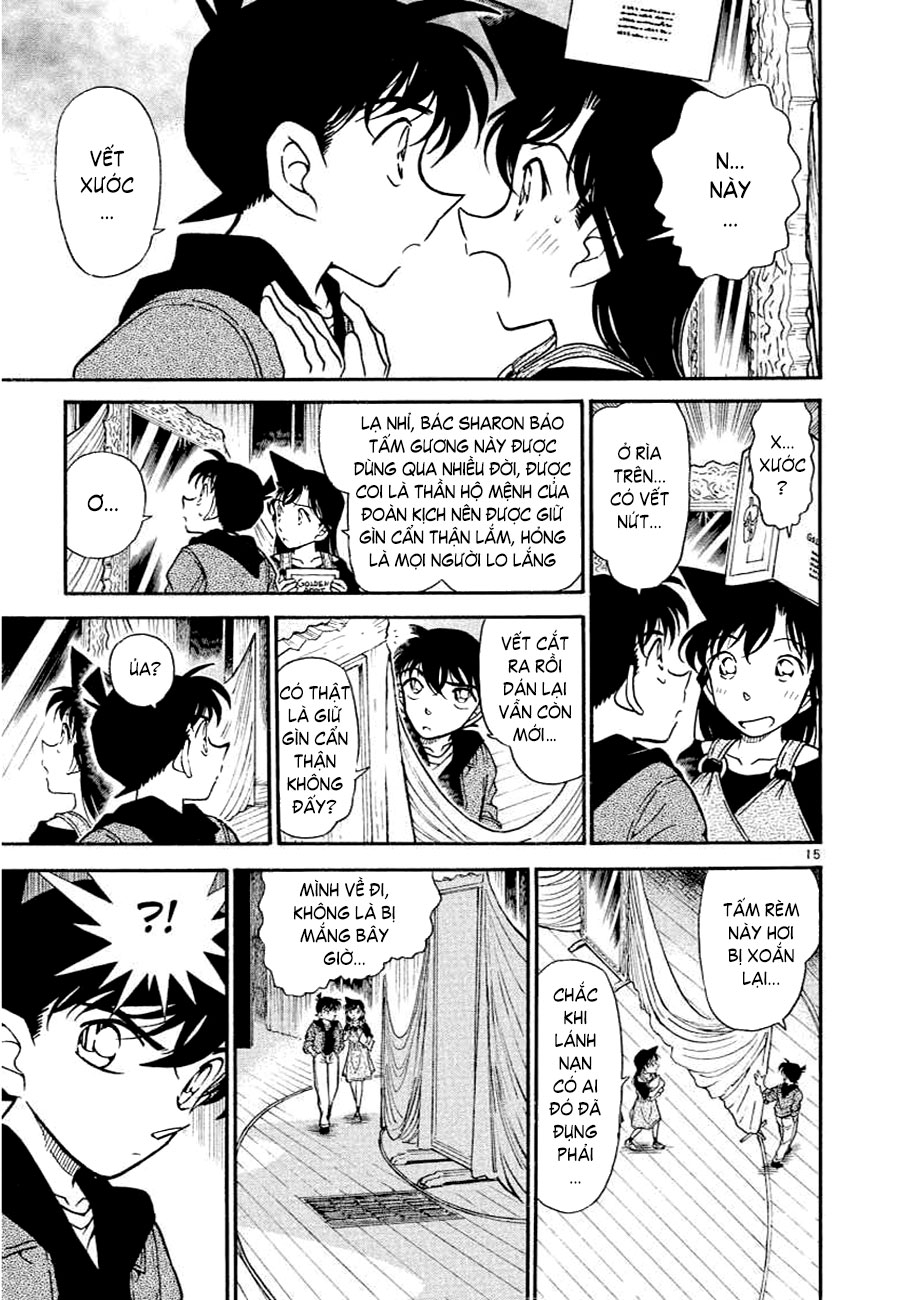 N...
NÀY
...
VẾT
XƯỚC
...
X...
XƯỚC
?
Ở RÌA
TRÊN...
CÓ VẾT
NỨT...
LẠ NHỈ, BÁC SHARON BẢO
TẤM GƯƠNG NÀY ĐƯỢC
DÙNG QUA NHIỀU ĐỜI, ĐƯỢC
COI LÀ THẦN HỘ MỆNH CỦA
ĐOÀN KỊCH NÊN ĐƯỢC GIỮ
GÌN CẨN THẬN LẮM, HỎNG
LÀ MỌI NGƯỜI LO LẮNG
Ơ...
GOLDEN
VẾT CẮT
RA RỒI
DÁN LẠI
VẪN CÒN
MỚI...
CÓ THẬT
LÀ GIỮ
GÌN CẨN
THẬN
KHÔNG
ĐẤY?
ỦA?
15
TẤM RÈM
NÀY HƠI
BỊ XOẮN
LẠI...
CHẮC
KHI
LÁNH
NẠN
CÓ AI
ĐÓ ĐÃ
ĐỤNG
PHẢI
...
MÌNH VỀ ĐI,
KHÔNG LÀ BỊ
MẮNG BÂY
GIỜ...
?!